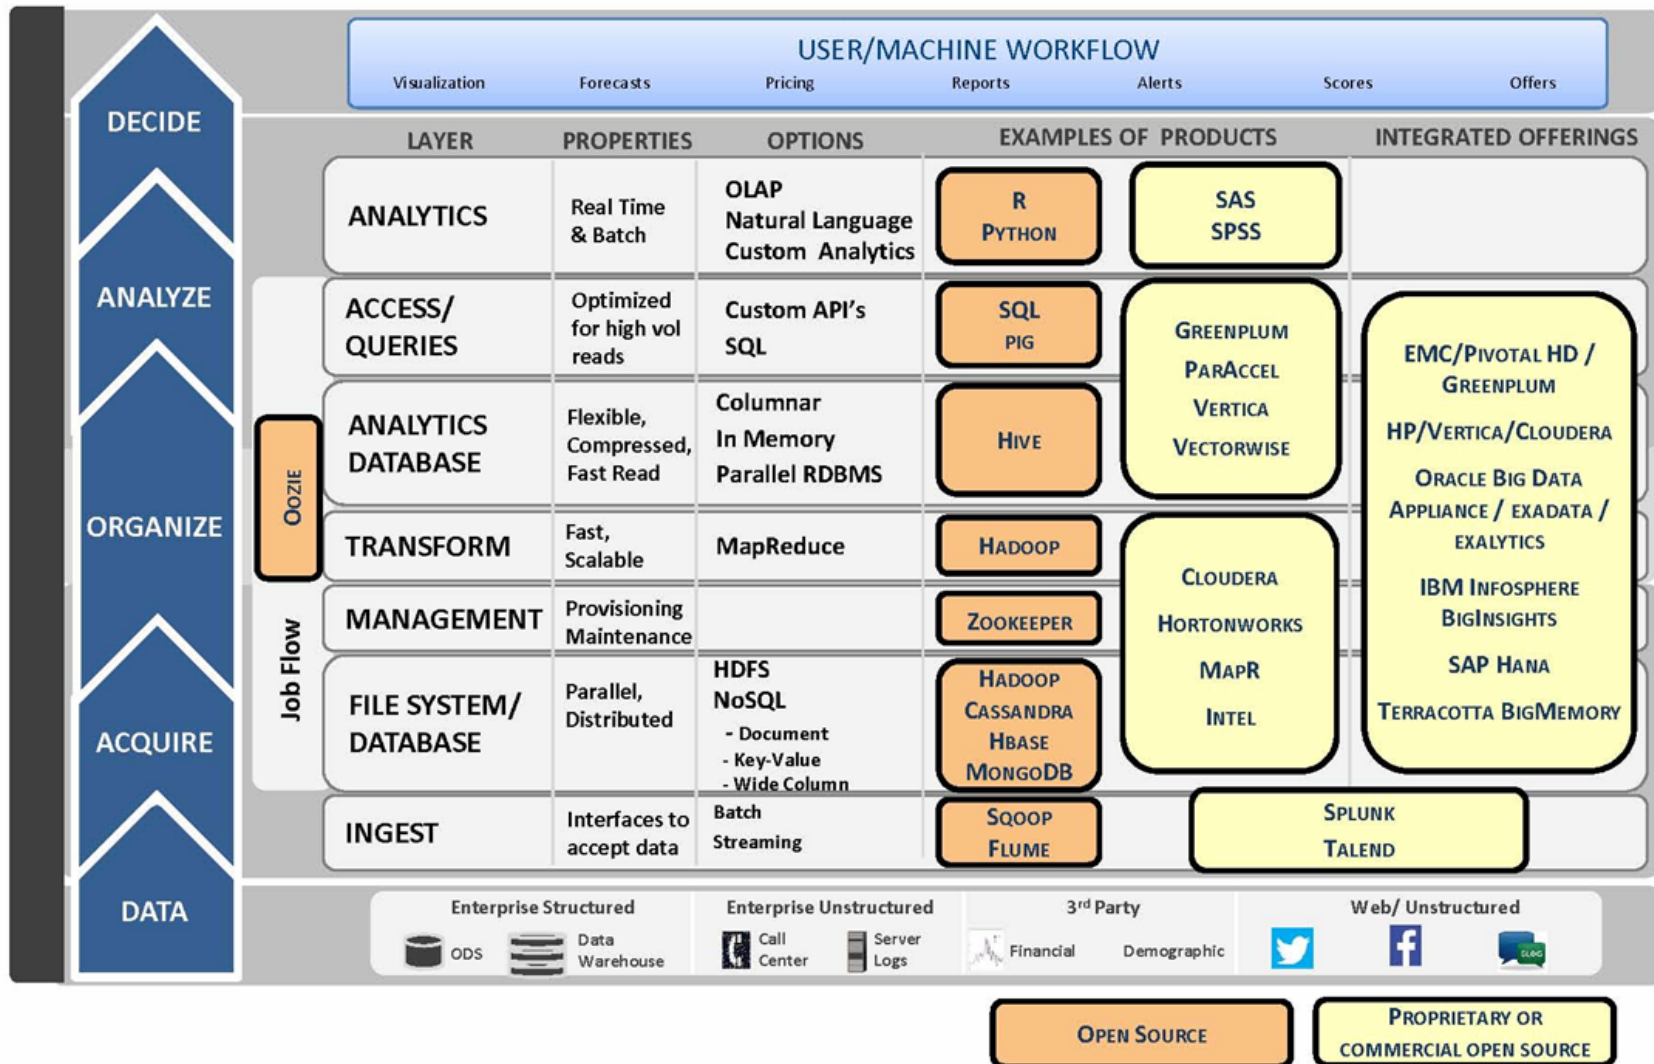 USER/MACHINE WORKFLOW
Visualization Forecasts Pricing Reports Alerts Scores Offers
DECIDE
ANALYZE
ORGANIZE
ACQUIRE
DATA
LAYER PROPERTIES OPTIONS EXAMPLES OF PRODUCTS INTEGRATED OFFERINGS
ANALYTICS
Real Time
& Batch
OLAP
Natural Language
Custom Analytics
R
PYTHON
SAS
SPSS
ACCESS/
QUERIES
Optimized
for high vol
reads
Custom API's
SQL
SQL
PIG
GREENPLUM
PARACCEL
VERTICA
VECTORWISE
EMC/PIVOTAL HD /
GREENPLUM
HP/VERTICA/CLOUDERA
ORACLE BIG DATA
APPLIANCE / EXADATA /
EXALYTICS
IBM INFOSPHERE
BIGINSIGHTS
SAP HANA
TERRACOTTA BIGMEMORY
OOZIE
Job Flow
ANALYTICS
DATABASE
Flexible,
Compressed,
Fast Read
Columnar
In Memory
Parallel RDBMS
HIVE
TRANSFORM
Fast,
Scalable
MapReduce
HADOOP
CLOUDERA
HORTONWORKS
MAPR
INTEL
MANAGEMENT
Provisioning
Maintenance
ZOOKEEPER
FILE SYSTEM/
DATABASE
Parallel,
Distributed
HDFS
NoSQL
- Document
- Key-Value
- Wide Column
HADOOP
CASSANDRA
HBASE
MONGODB
INGEST
Interfaces to
accept data
Batch
Streaming
SQOOP
FLUME
SPLUNK
TALEND
Enterprise Structured
ODS
Data
Warehouse
Enterprise Unstructured
Call
Center
Server
Logs
3rd Party
Financial
Demographic
Web/ Unstructured
BLOG
OPEN SOURCE
PROPRIETARY OR
COMMERCIAL OPEN SOURCE